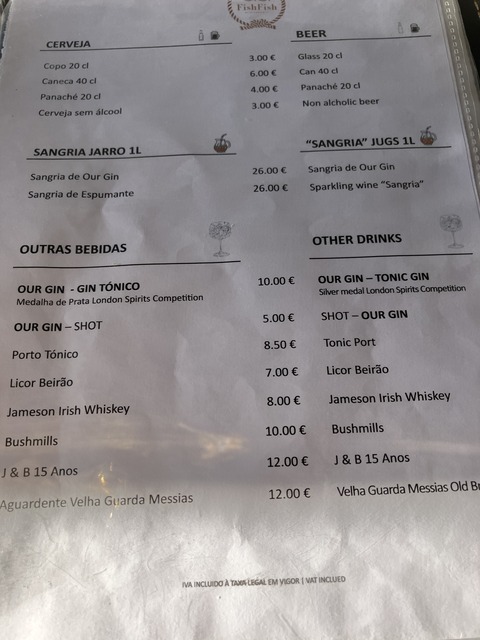 FishFish
CERVEJA BEER
Copo 20 cl 3.00 € Glass 20 cl
Caneca 40 cl 6.00 € Can 40 cl
Panaché 20 cl 4.00 € Panaché 20 cl
Cerveja sem álcool 3.00 € Non alcholic beer
SANGRIA JARRO 1L "SANGRIA" JUGS 1L
Sangria de Our Gin 26.00 € Sangria de Our Gin
Sangria de Espumante 26.00 € Sparkling wine "Sangria"
OUTRAS BEBIDAS OTHER DRINKS
OUR GIN - GIN TÓNICO 10.00 € OUR GIN – TONIC GIN
Medalha de Prata London Spirits Competition Silver medal London Spirits Competition
OUR GIN – SHOT 5.00 € SHOT – OUR GIN
Porto Tónico 8.50 € Tonic Port
Licor Beirão 7.00 € Licor Beirão
Jameson Irish Whiskey 8.00 € Jameson Irish Whiskey
Bushmills 10.00 € Bushmills
J & B 15 Anos 12.00 € J & B 15 Anos
Aguardente Velha Guarda Messias 12.00 € Velha Guarda Messias Old Br
IVA INCLUIDO À TAXA LEGAL EM VIGOR | VAT INCLUED